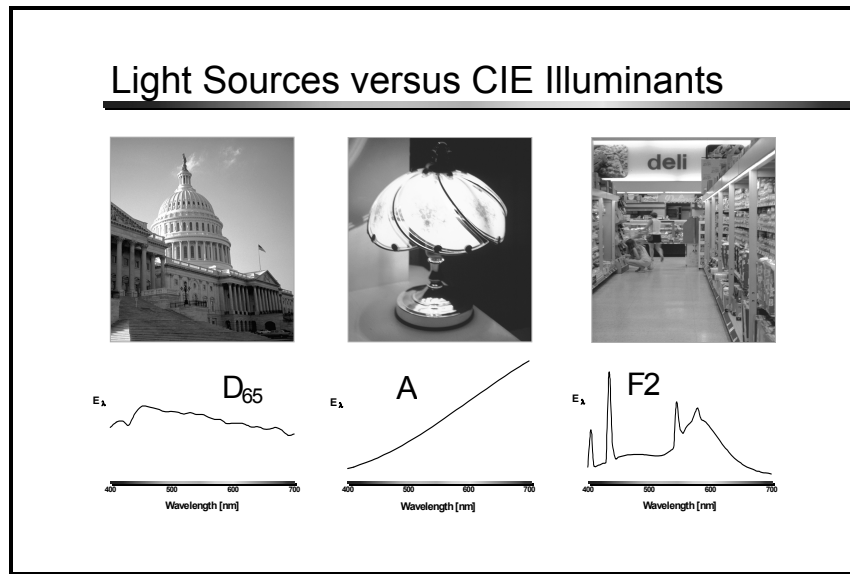 Light Sources versus CIE Illuminants
deli
D65
A
F2
Eλ
Eλ
Eλ
400 500 600 700
400 500 600 700
400 500 600 700
Wavelength [nm]
Wavelength [nm]
Wavelength [nm]